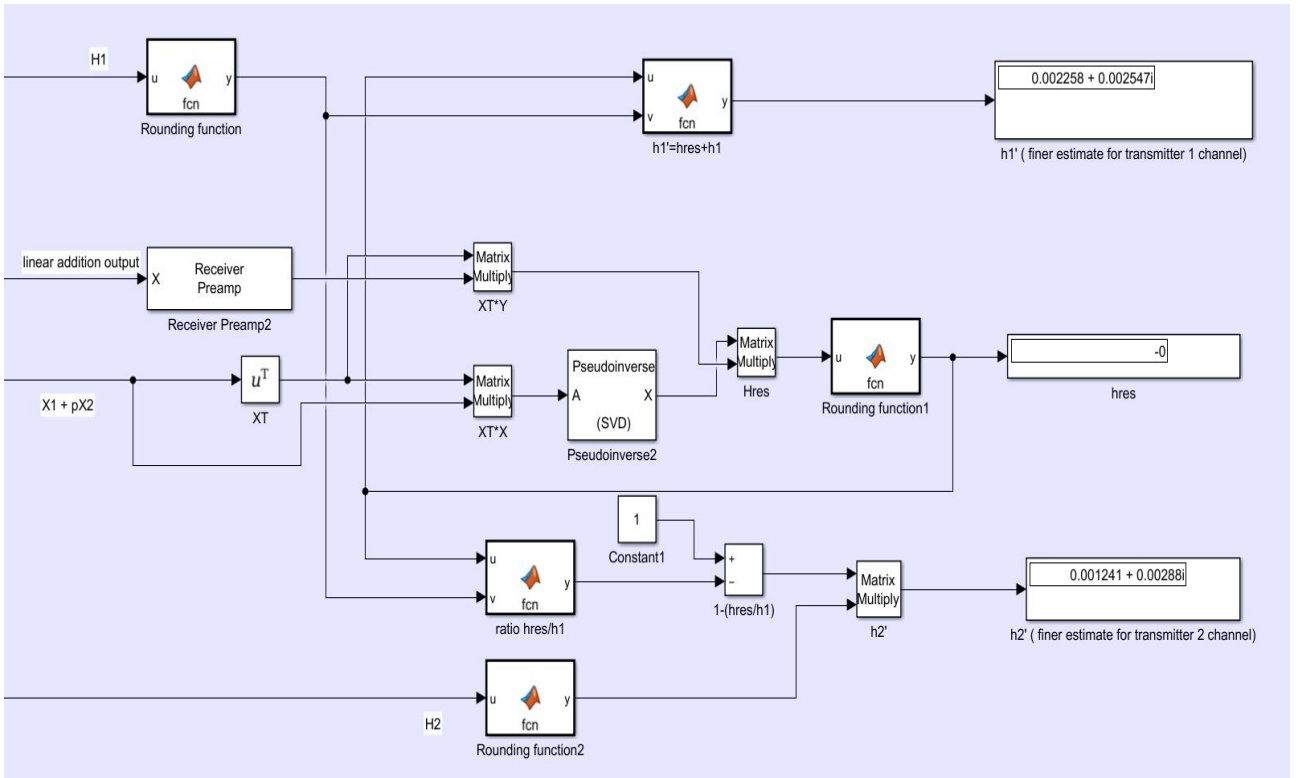 H1
u
y
fcn
Rounding function
u
v
y
fcn
h1'=hres+h1
0.002258 + 0.002547i
h1' ( finer estimate for transmitter 1 channel)
linear addition output
X
Receiver
Preamp
Receiver Preamp2
Matrix
Multiply
XT*Y
X1 + pX2
uT
XT
Matrix
Multiply
XT*X
Pseudoinverse
A
X
(SVD)
Pseudoinverse2
Matrix
Multiply
Hres
u
y
fcn
Rounding function1
-0
hres
1
Constant1
u
v
y
fcn
ratio hres/h1
+
−
1-(hres/h1)
Matrix
Multiply
h2'
0.001241 + 0.00288i
h2' ( finer estimate for transmitter 2 channel)
H2
u
y
fcn
Rounding function2